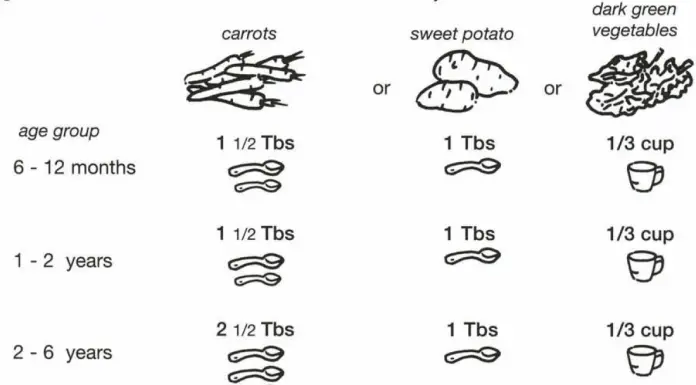 dark green
carrots sweet potato vegetables
or or
age group
1 1/2 Tbs 1 Tbs 1/3 cup
6 - 12 months
1 1/2 Tbs 1 Tbs 1/3 cup
1 - 2 years
2 1/2 Tbs 1 Tbs 1/3 cup
2 - 6 years